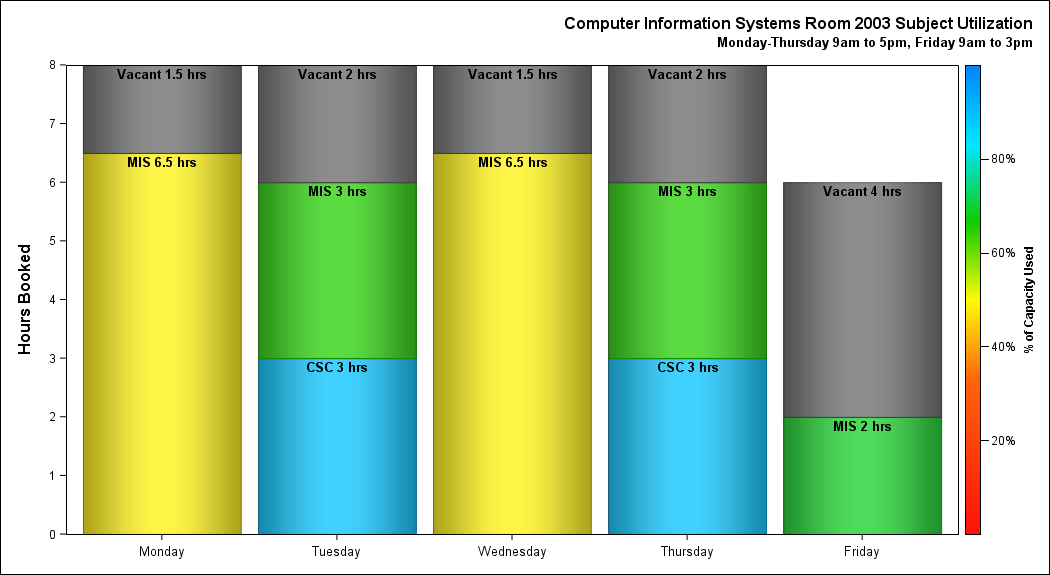 Computer Information Systems Room 2003 Subject Utilization
Monday-Thursday 9am to 5pm, Friday 9am to 3pm
Hours Booked
8
7
6
5
4
3
2
1
0
Vacant 1.5 hrs
MIS 6.5 hrs
Vacant 2 hrs
MIS 3 hrs
CSC 3 hrs
Vacant 1.5 hrs
MIS 6.5 hrs
Vacant 2 hrs
MIS 3 hrs
CSC 3 hrs
Vacant 4 hrs
MIS 2 hrs
Monday
Tuesday
Wednesday
Thursday
Friday
80%
60%
40%
20%
% of Capacity Used